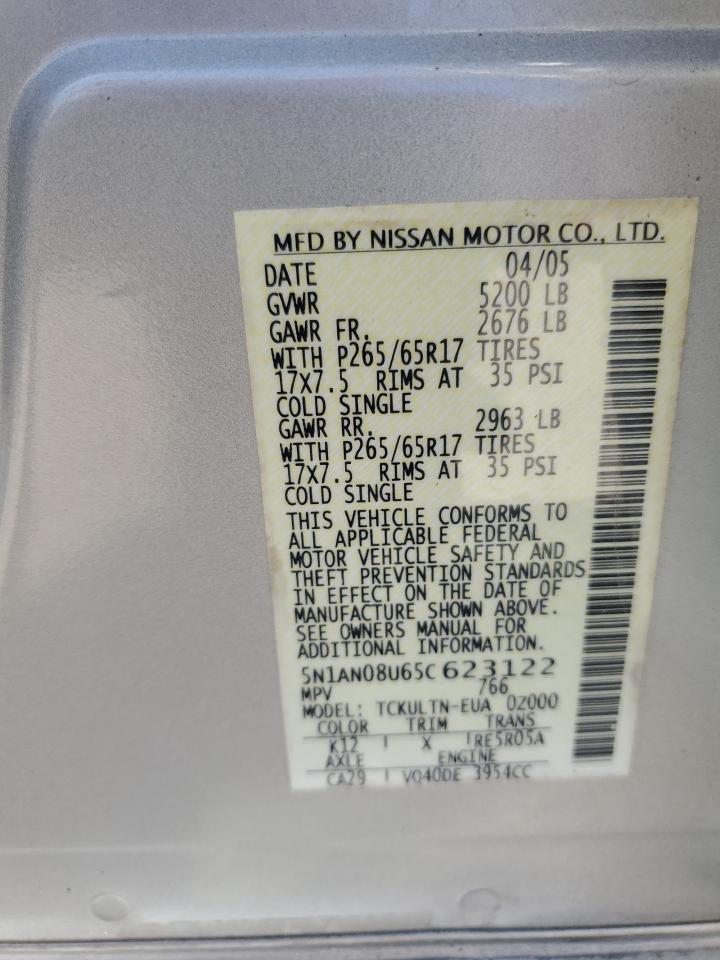 MFD BY NISSAN MOTOR CO., LTD.
DATE 04/05
GVWR 5200 LB
GAWR FR. 2676 LB
WITH P265/65R17 TIRES
17X7.5 RIMS AT 35 PSI
COLD SINGLE
GAWR RR. 2963 LB
WITH P265/65R17 TIRES
17X7.5 RIMS AT 35 PSI
COLD SINGLE
THIS VEHICLE CONFORMS TO
ALL APPLICABLE FEDERAL
MOTOR VEHICLE SAFETY AND
THEFT PREVENTION STANDARDS
IN EFFECT ON THE DATE OF
MANUFACTURE SHOWN ABOVE.
SEE OWNERS MANUAL FOR
ADDITIONAL INFORMATION.
5N1AN08U65C623122
MPV /66
MODEL: TCKULTN-EUA 0Z000
COLOR TRIM TRANS
K12 X RE5R05A
AXLE ENGINE
CA29 VQ40DE 3954CC